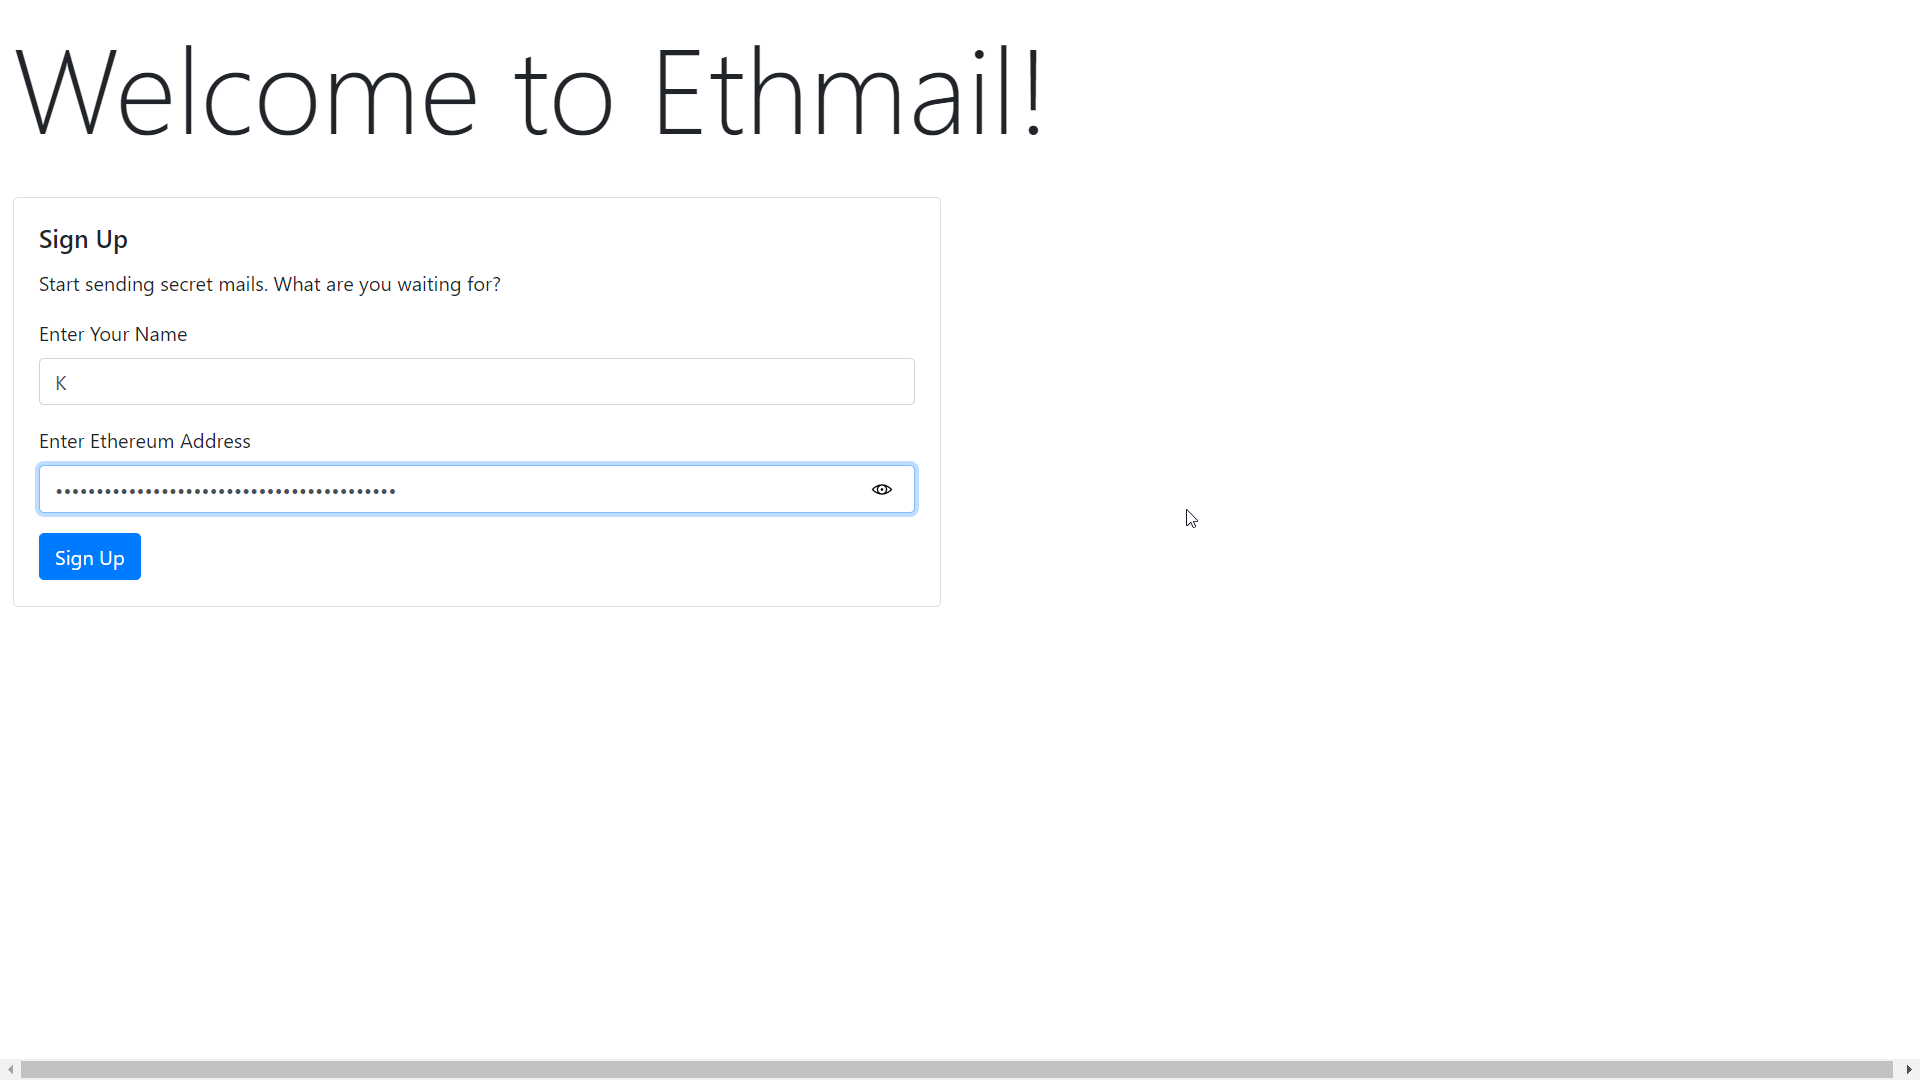 Welcome to Ethmail!
Sign Up
Start sending secret mails. What are you waiting for?
Enter Your Name
K
Enter Ethereum Address
••••••••••••••••••••••••••••••••••••••••••
Sign Up